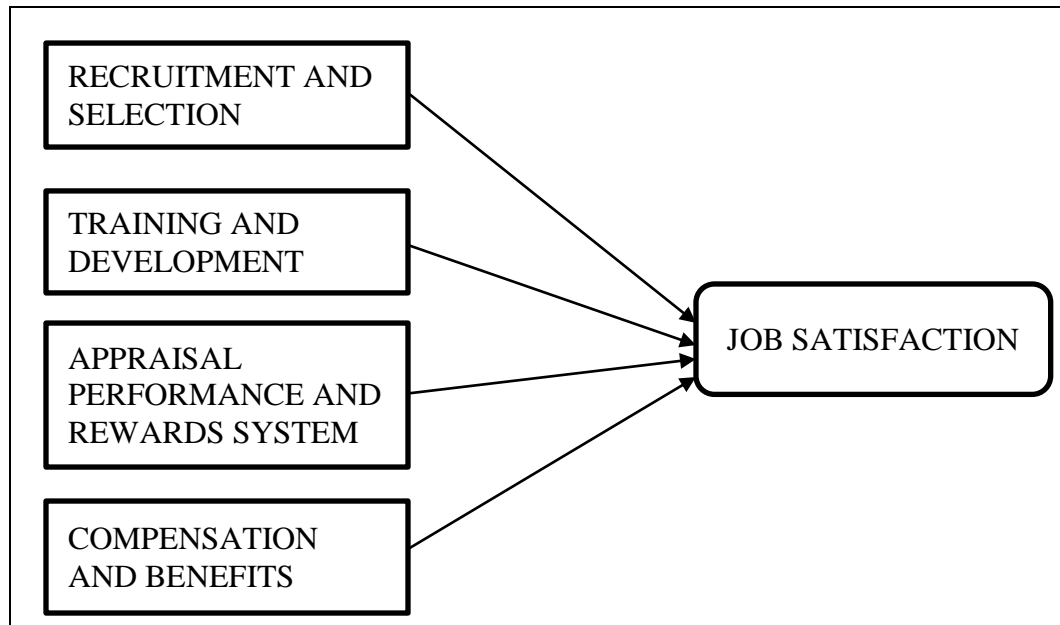 RECRUITMENT AND
SELECTION
TRAINING AND
DEVELOPMENT
APPRAISAL
PERFORMANCE AND
REWARDS SYSTEM
COMPENSATION
AND BENEFITS
JOB SATISFACTION